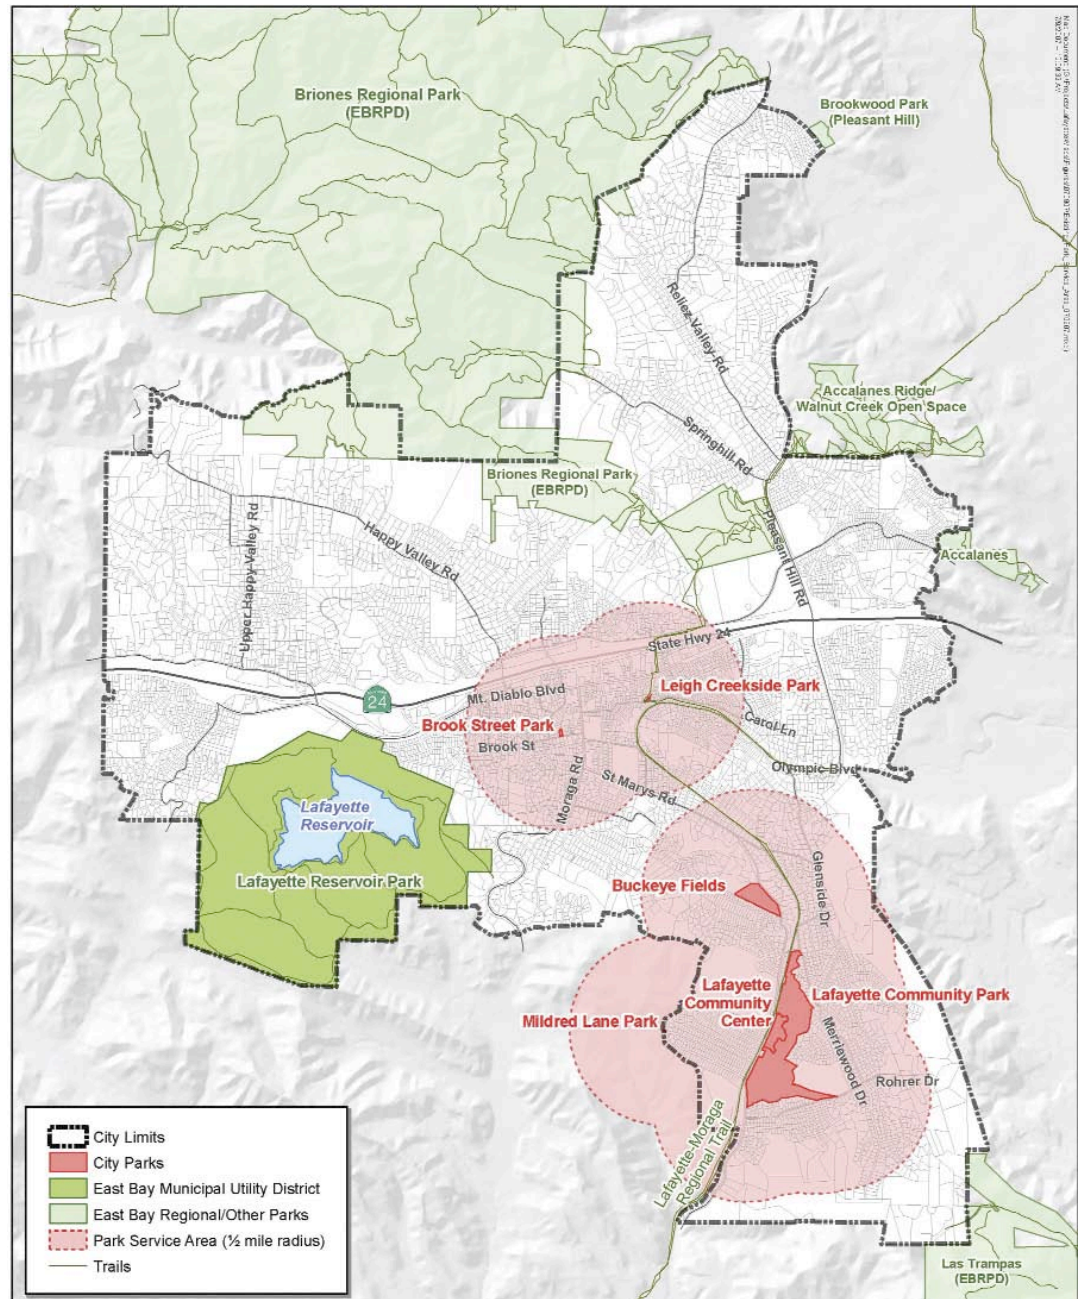 Briones Regional Park
(EBRPD)
Brookwood Park
(Pleasant Hill)
Reliez Valley Rd
Accalanes Ridge/
Walnut Creek Open Space
Springhill Rd
Briones Regional Park
(EBRPD)
Upper Happy Valley Rd
Happy Valley Rd
Pleasant Hill Rd
Accalanes
State Hwy 24
24
Mt. Diablo Blvd
Leigh Creekside Park
Brook Street Park
Brook St
Carol Ln
Olympic Blvd
Moraga Rd
St Marys Rd
Lafayette
Reservoir
Lafayette Reservoir Park
Buckeye Fields
Glenside Dr
Lafayette
Community
Center
Lafayette Community Park
Mildred Lane Park
Merriewood Dr
Rohrer Dr
Lafayette-Moraga
Regional Trail
Las Trampas
(EBRPD)
City Limits
City Parks
East Bay Municipal Utility District
East Bay Regional/Other Parks
Park Service Area (½ mile radius)
Trails